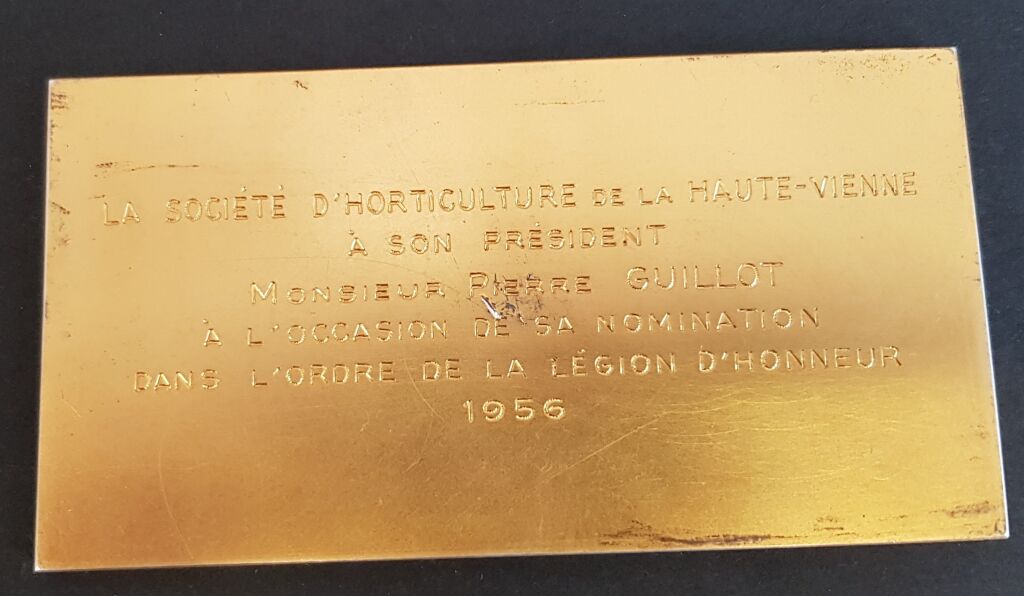 LA SOCIÉTÉ D'HORTICULTURE DE LA HAUTE-VIENNE
À SON PRÉSIDENT
MONSIEUR PIERRE GUILLOT
À L'OCCASION DE SA NOMINATION
DANS L'ORDRE DE LA LÉGION D'HONNEUR
1956